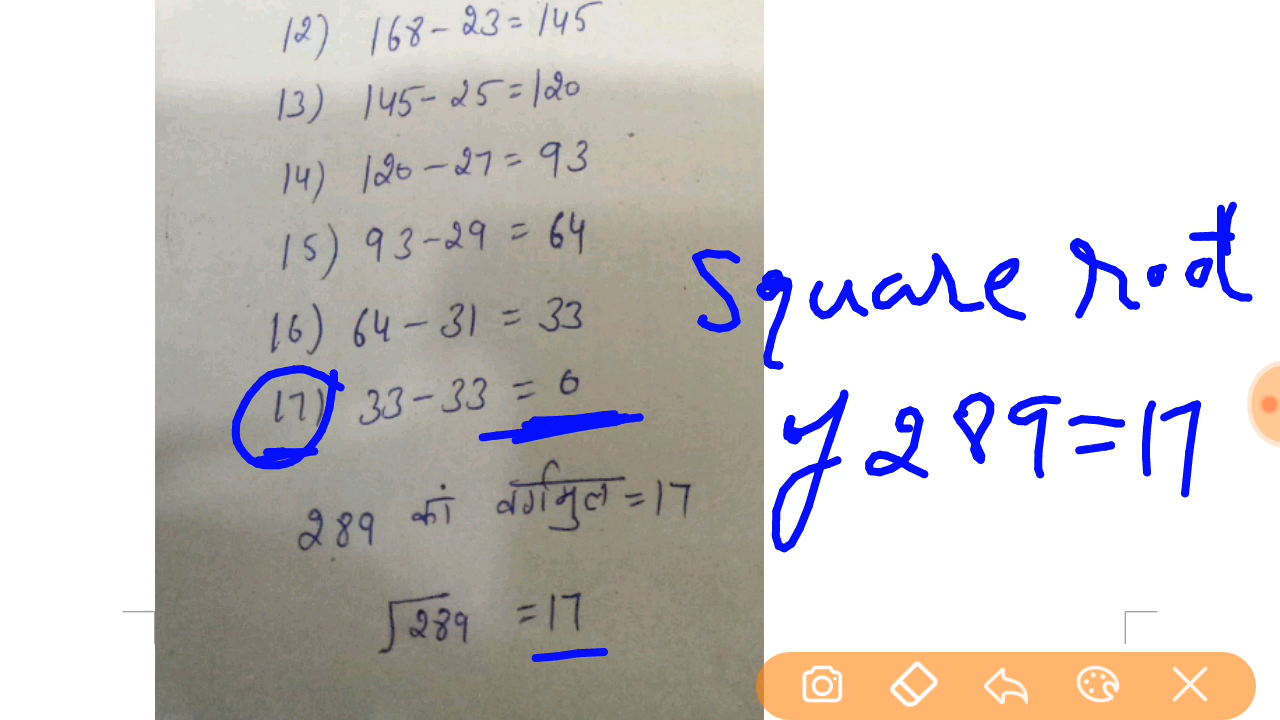 12) 168 - 23 = 145
13) 145 - 25 = 120
14) 120 - 27 = 93
15) 93 - 29 = 64
16) 64 - 31 = 33
17) 33 - 33 = 0
289 का वर्गमुल = 17
√289 = 17
Square root
of 289 = 17